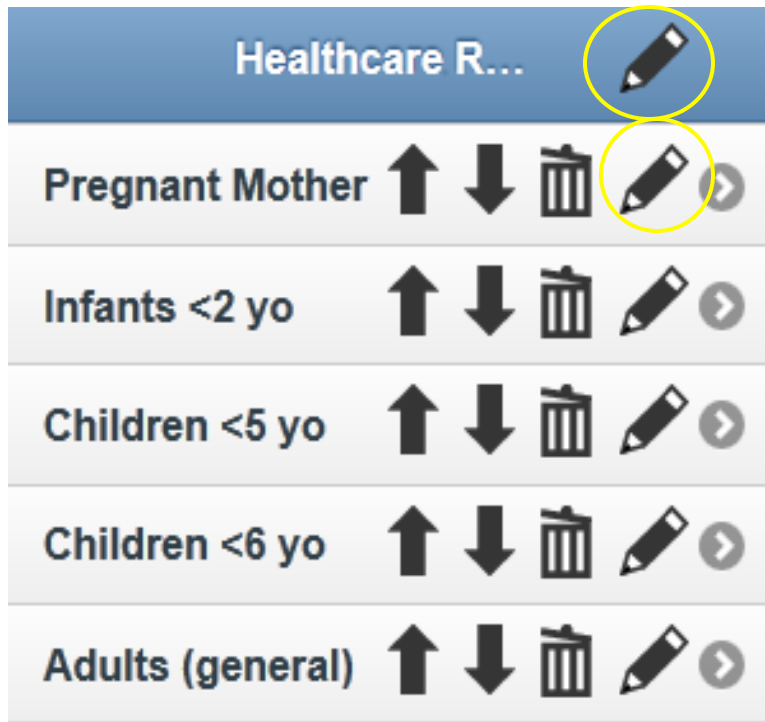 Healthcare R...
Pregnant Mother
Infants <2 yo
Children <5 yo
Children <6 yo
Adults (general)